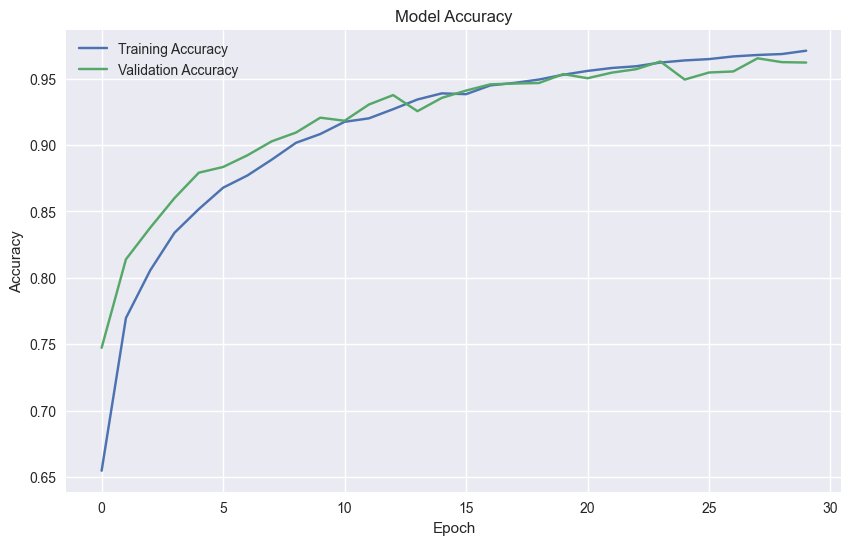 Model Accuracy
Training Accuracy
Validation Accuracy
0.95
0.90
0.85
0.80
0.75
0.70
0.65
Accuracy
0 5 10 15 20 25 30
Epoch